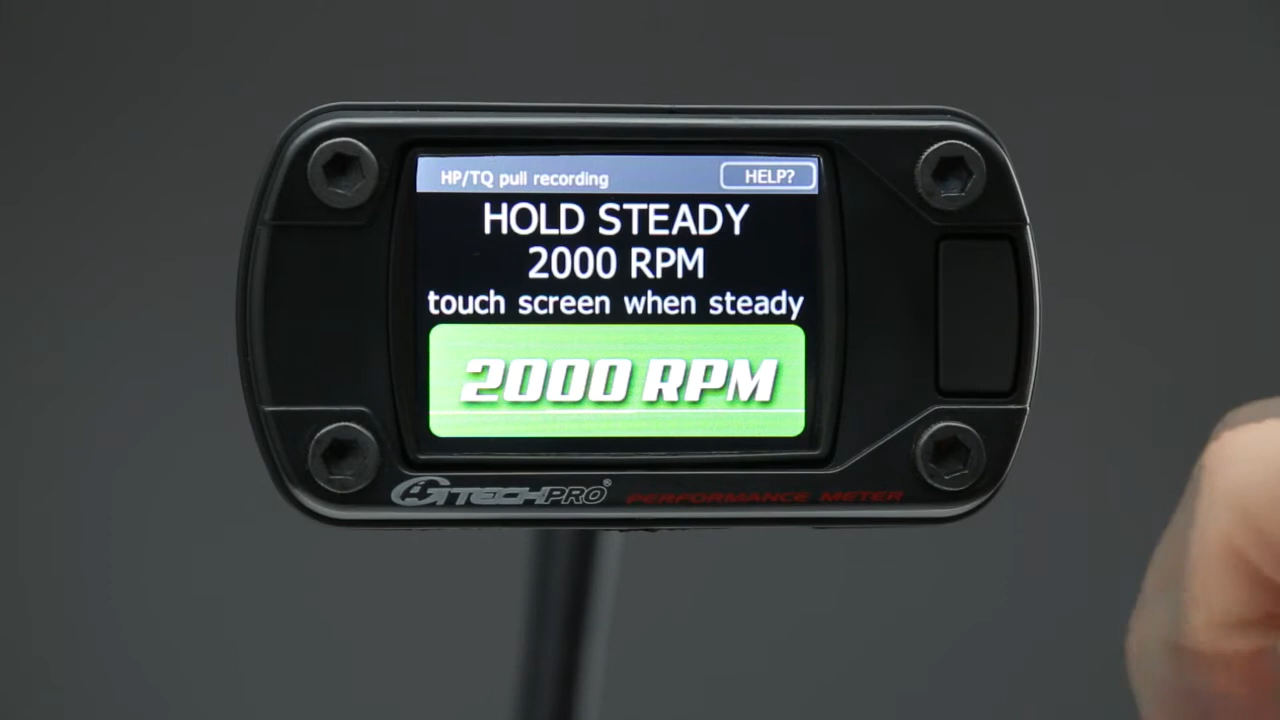 HP/TQ pull recording HELP?
HOLD STEADY
2000 RPM
touch screen when steady
2000 RPM
GTECHPRO® PERFORMANCE METER